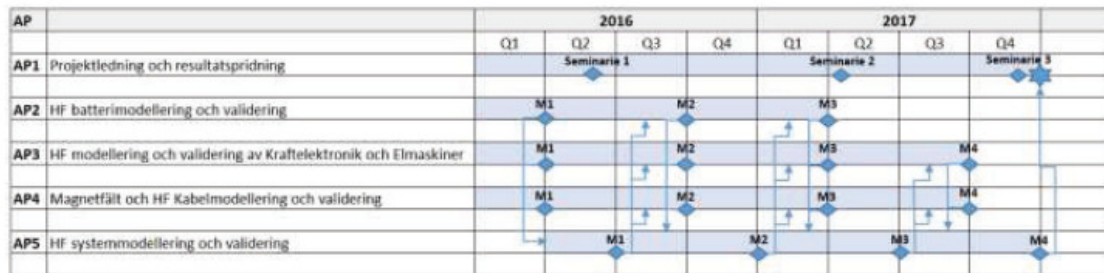 AP 2016 2017
Q1 Q2 Q3 Q4 Q1 Q2 Q3 Q4
AP1 Projektledning och resultatspridning Seminarie 1 Seminarie 2 Seminarie 3
AP2 HF batterimodellering och validering M1 M2 M3
AP3 HF modellering och validering av Kraftelektronik och Elmaskiner M1 M2 M3 M4
AP4 Magnetfält och HF Kabelmodellering och validering M1 M2 M3 M4
AP5 HF systemmodellering och validering M1 M2 M3 M4